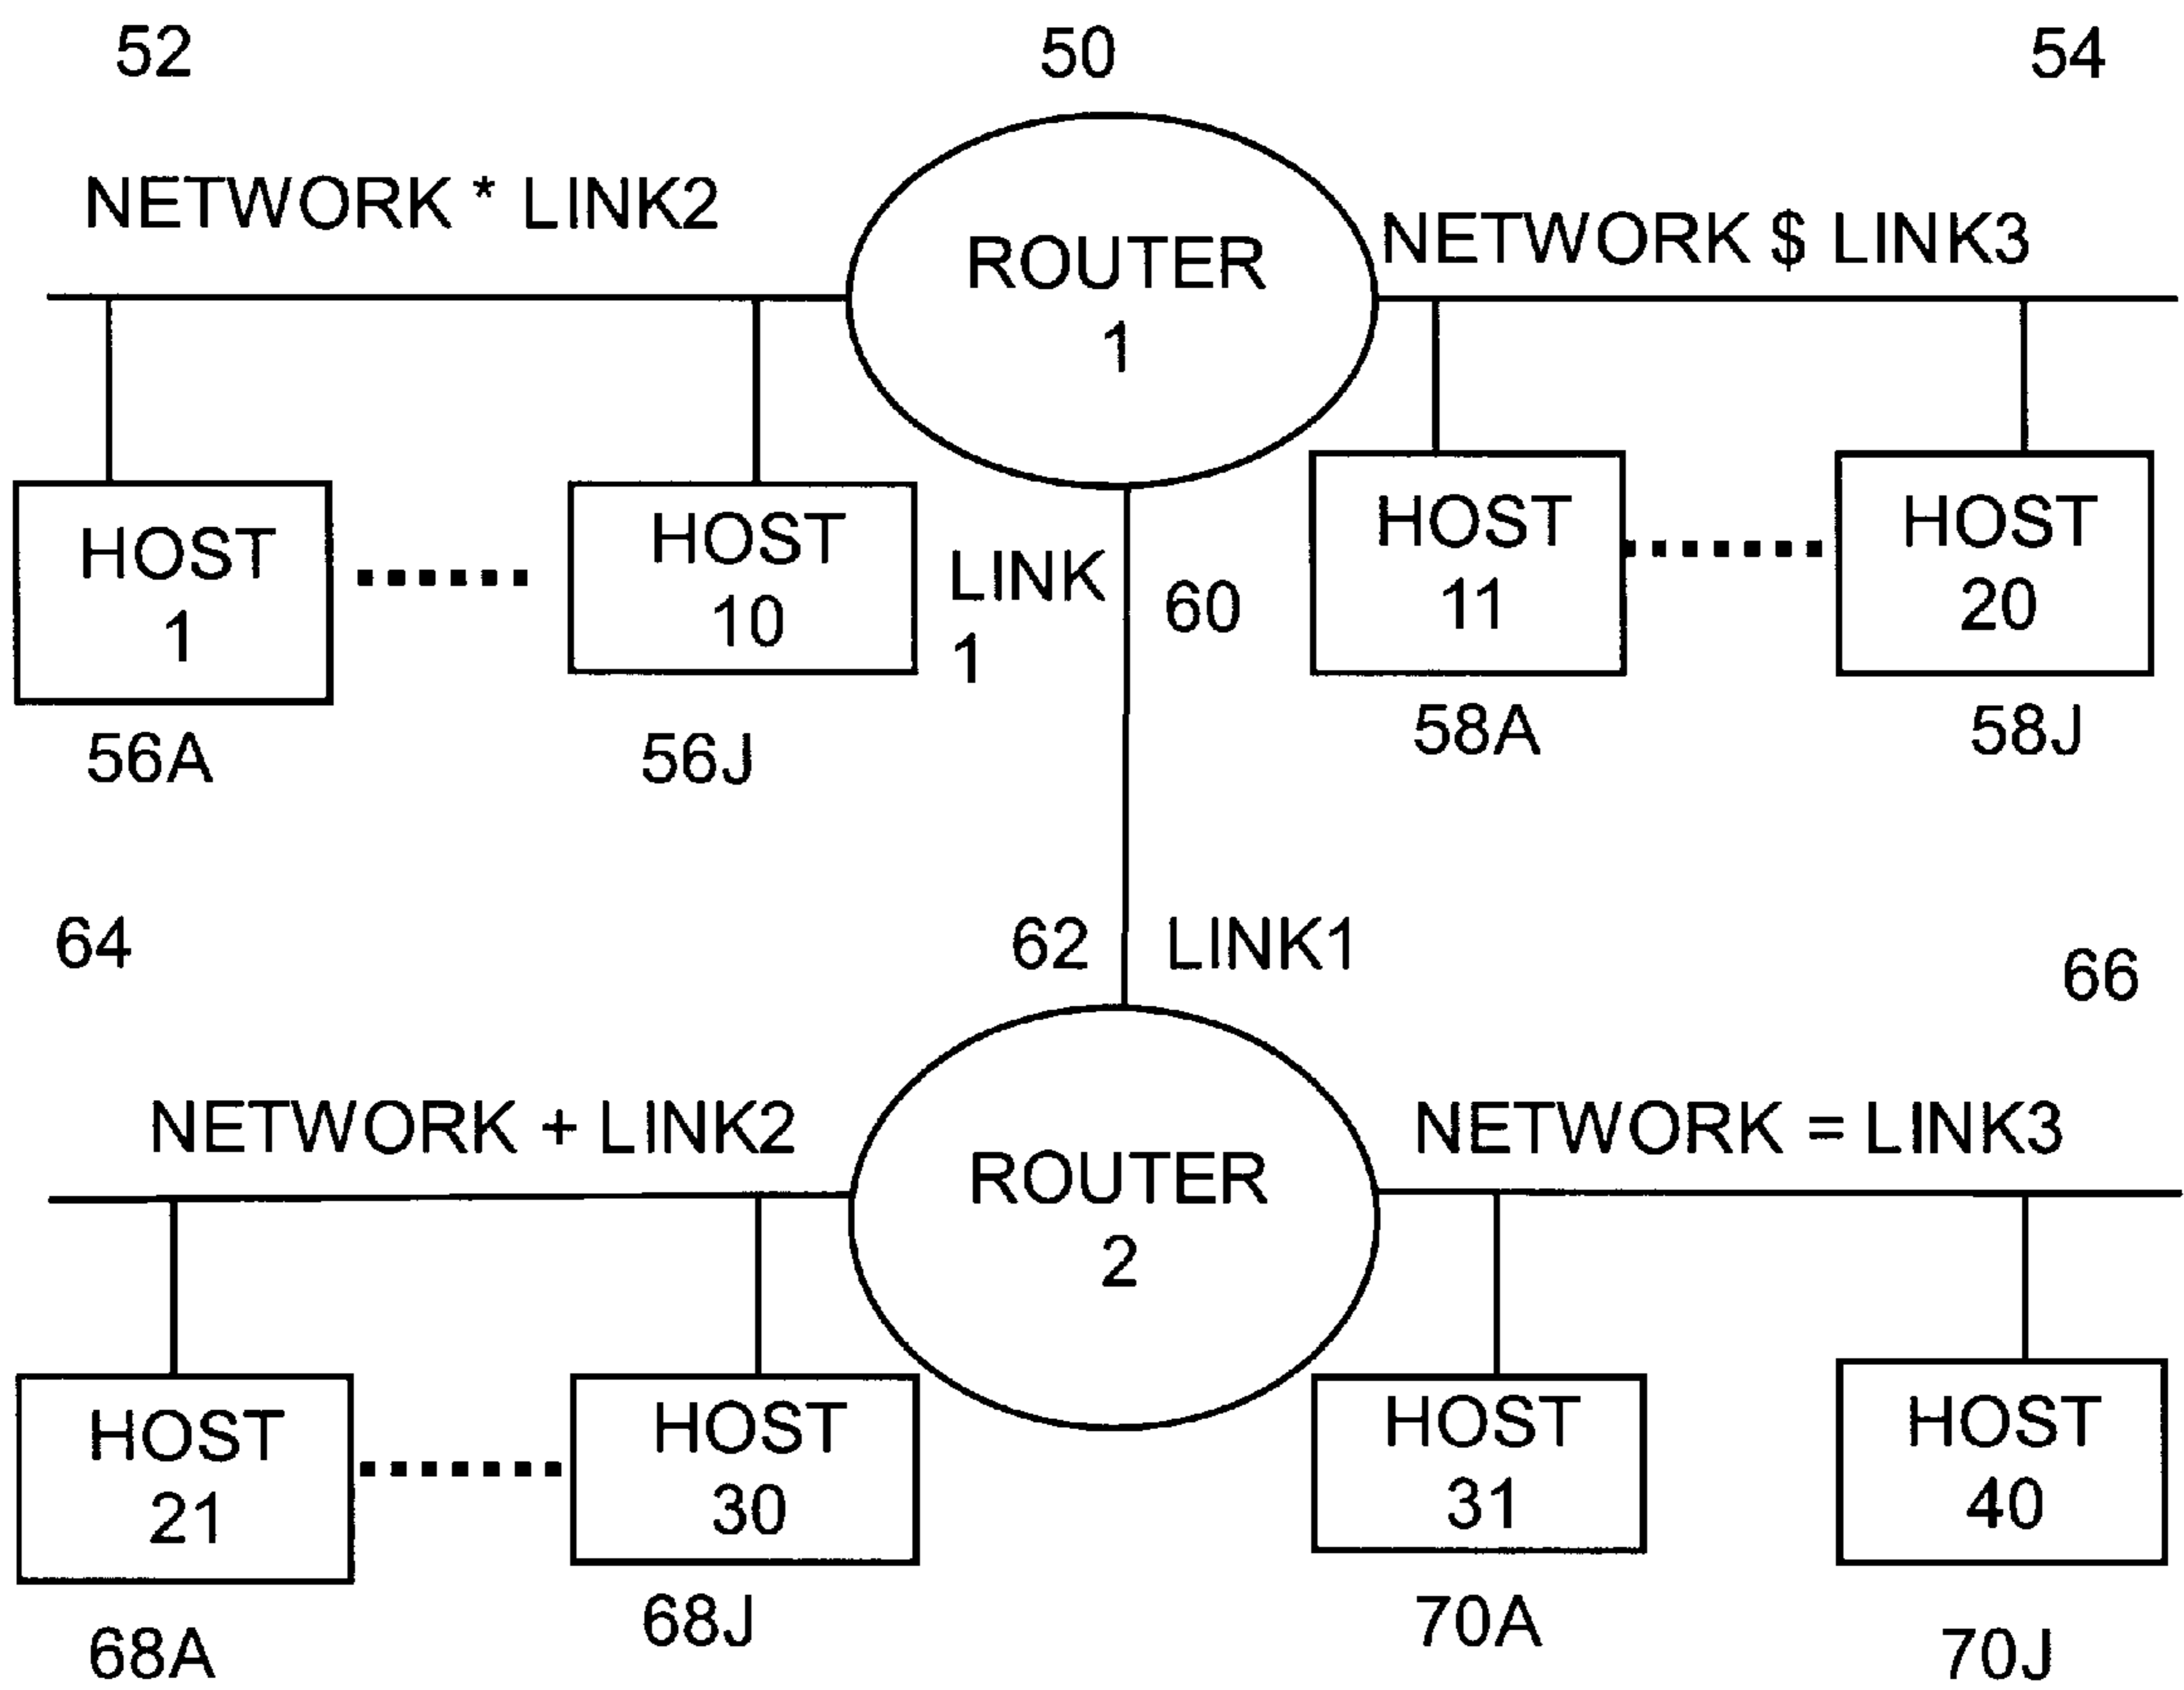 52
50
54
NETWORK * LINK2
ROUTER
1
NETWORK $ LINK3
HOST
1
HOST
10
LINK
1
60
HOST
11
HOST
20
56A
56J
58A
58J
64
62
LINK1
66
NETWORK + LINK2
ROUTER
2
NETWORK = LINK3
HOST
21
HOST
30
HOST
31
HOST
40
68A
68J
70A
70J